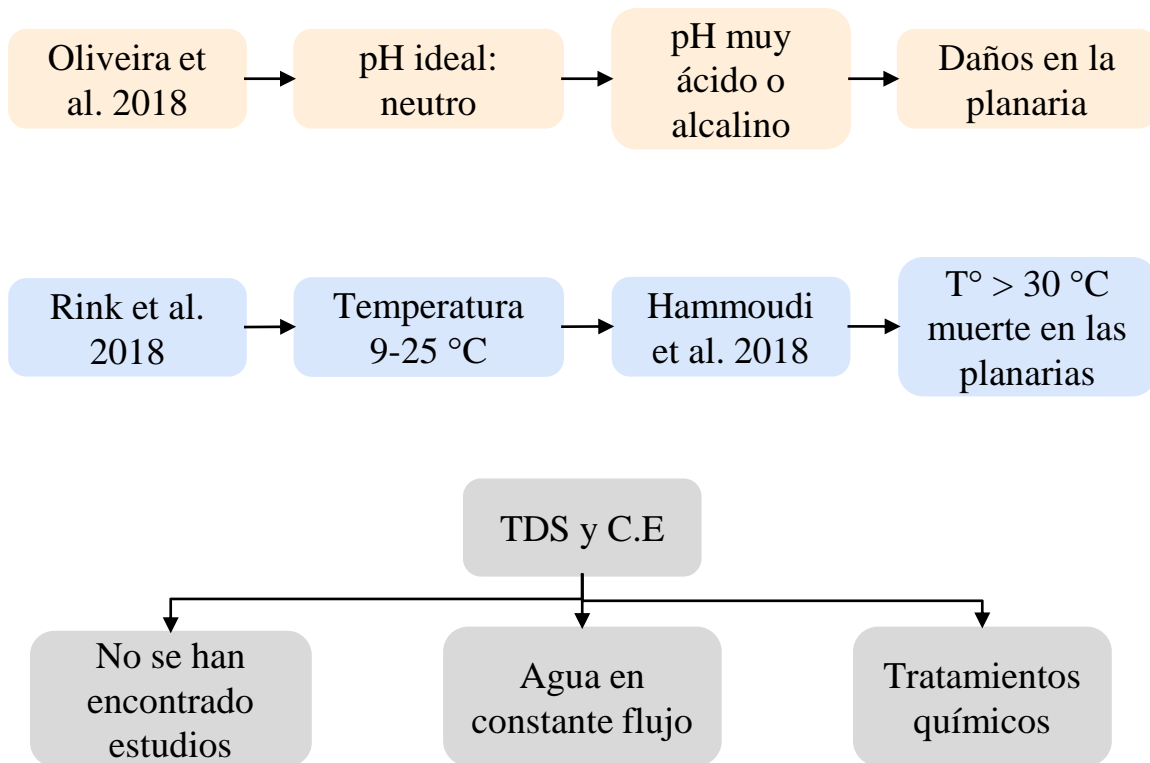 Oliveira et
al. 2018
pH ideal:
neutro
pH muy
ácido o
alcalino
Daños en la
planaria
Rink et al.
2018
Temperatura
9-25 °C
Hammoudi
et al. 2018
T° > 30 °C
muerte en las
planarias
TDS y C.E
No se han
encontrado
estudios
Agua en
constante flujo
Tratamientos
químicos